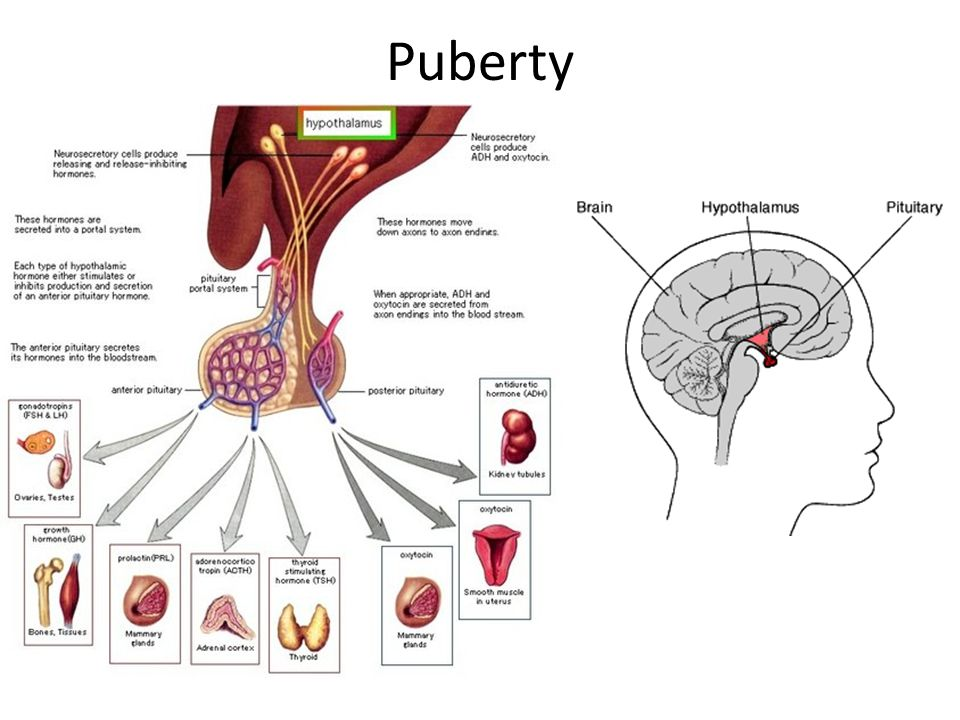 Puberty
hypothalamus
Neurosecretory cells produce
releasing and release-inhibiting
hormones.
Neurosecretory
cells produce
ADH and oxytocin.
These hormones are
secreted into a portal system.
These hormones move
down axons to axon endings.
Each type of hypothalamic
hormone either stimulates or
inhibits production and secretion
of an anterior pituitary hormone.
pituitary
portal system
When appropriate, ADH and
oxytocin are secreted from
axon endings into the blood stream.
The anterior pituitary secretes
its hormones into the bloodstream.
anterior pituitary
posterior pituitary
gonadotropins
(FSH & LH)
Ovaries, Testes
growth
hormone(GH)
Bones, Tissues
prolactin(PRL)
Mammary
glands
adorenocortico
tropin (ACTH)
Adrenal cortex
thyroid
stimulating
hormone (TSH)
Thyroid
oxytocin
Mammary
glands
oxytocin
Smooth muscle
in uterus
antidiuretic
hormone (ADH)
Kidney tubules
Brain
Hypothalamus
Pituitary